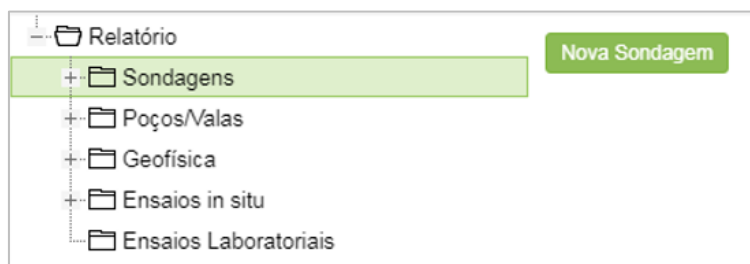 Relatório
Nova Sondagem
Sondagens
Poços/Valas
Geofísica
Ensaios in situ
Ensaios Laboratoriais